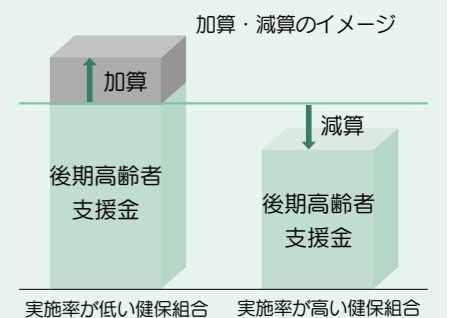 加算・減算のイメージ
加算
減算
後期高齢者
支援金
後期高齢者
支援金
実施率が低い健保組合
実施率が高い健保組合